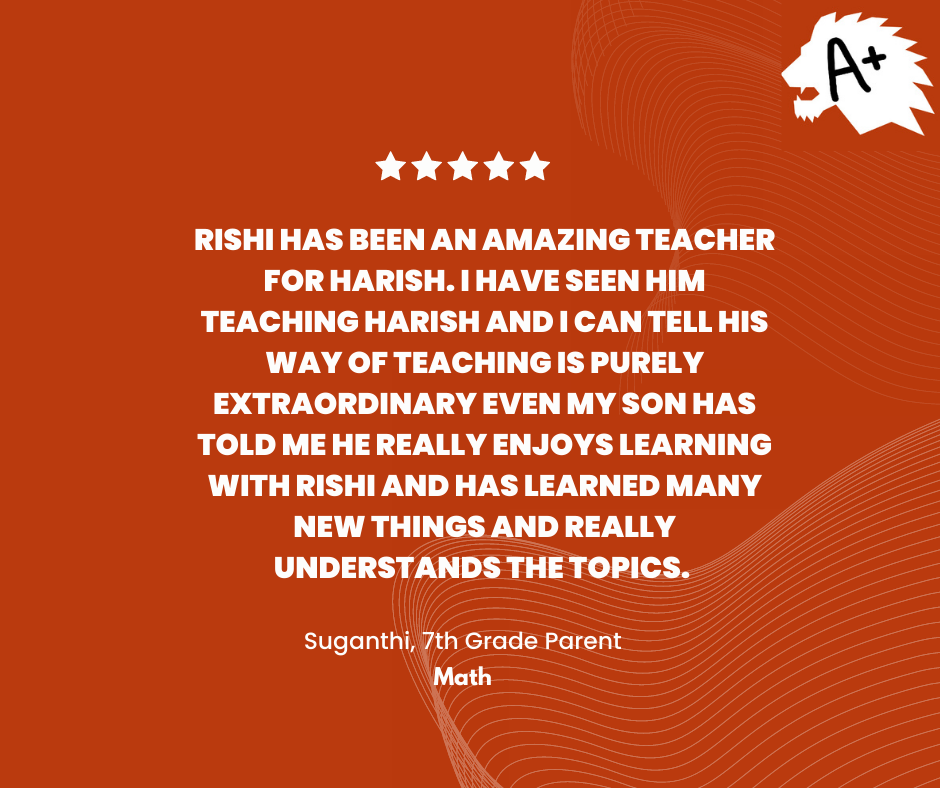 A+
RISHI HAS BEEN AN AMAZING TEACHER
FOR HARISH. I HAVE SEEN HIM
TEACHING HARISH AND I CAN TELL HIS
WAY OF TEACHING IS PURELY
EXTRAORDINARY EVEN MY SON HAS
TOLD ME HE REALLY ENJOYS LEARNING
WITH RISHI AND HAS LEARNED MANY
NEW THINGS AND REALLY
UNDERSTANDS THE TOPICS.
Suganthi, 7th Grade Parent
Math